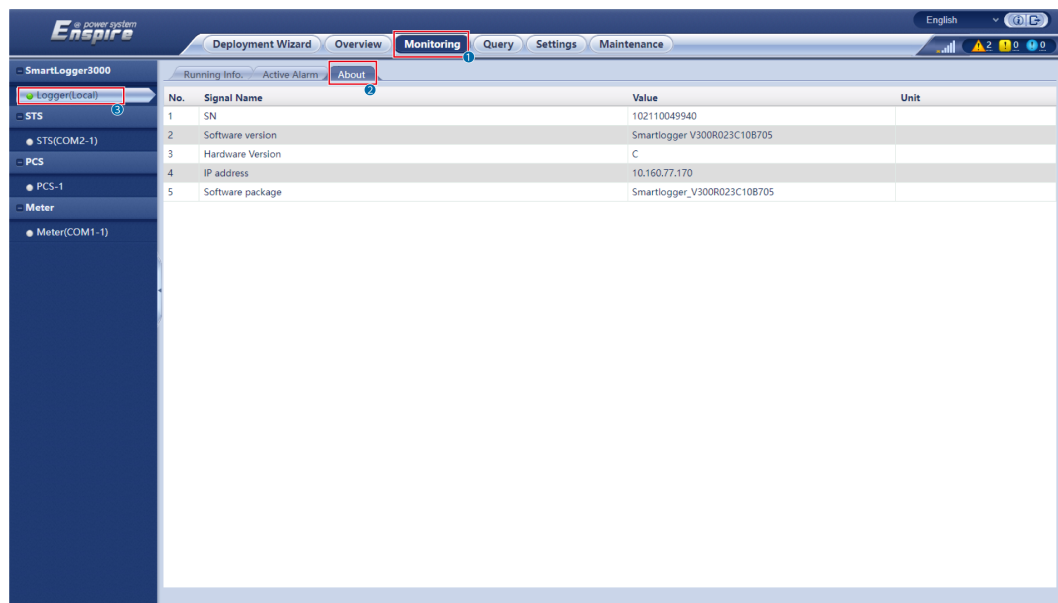 Enspire e power system
English
Deployment Wizard Overview Monitoring Query Settings Maintenance
1
2 0 0
SmartLogger3000
Running Info. Active Alarm About
2
Logger(Local)
3
No. Signal Name Value Unit
1 SN 102110049940
STS
2 Software version Smartlogger V300R023C10B705
STS(COM2-1)
3 Hardware Version C
PCS
4 IP address 10.160.77.170
PCS-1
5 Software package Smartlogger_V300R023C10B705
Meter
Meter(COM1-1)